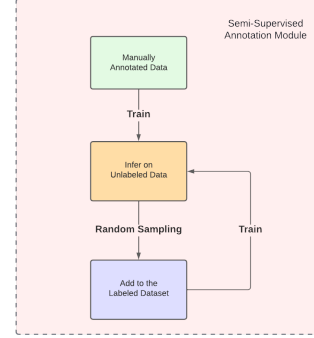 Semi-Supervised
Annotation Module
Manually
Annotated Data
Train
Infer on
Unlabeled Data
Random Sampling
Train
Add to the
Labeled Dataset